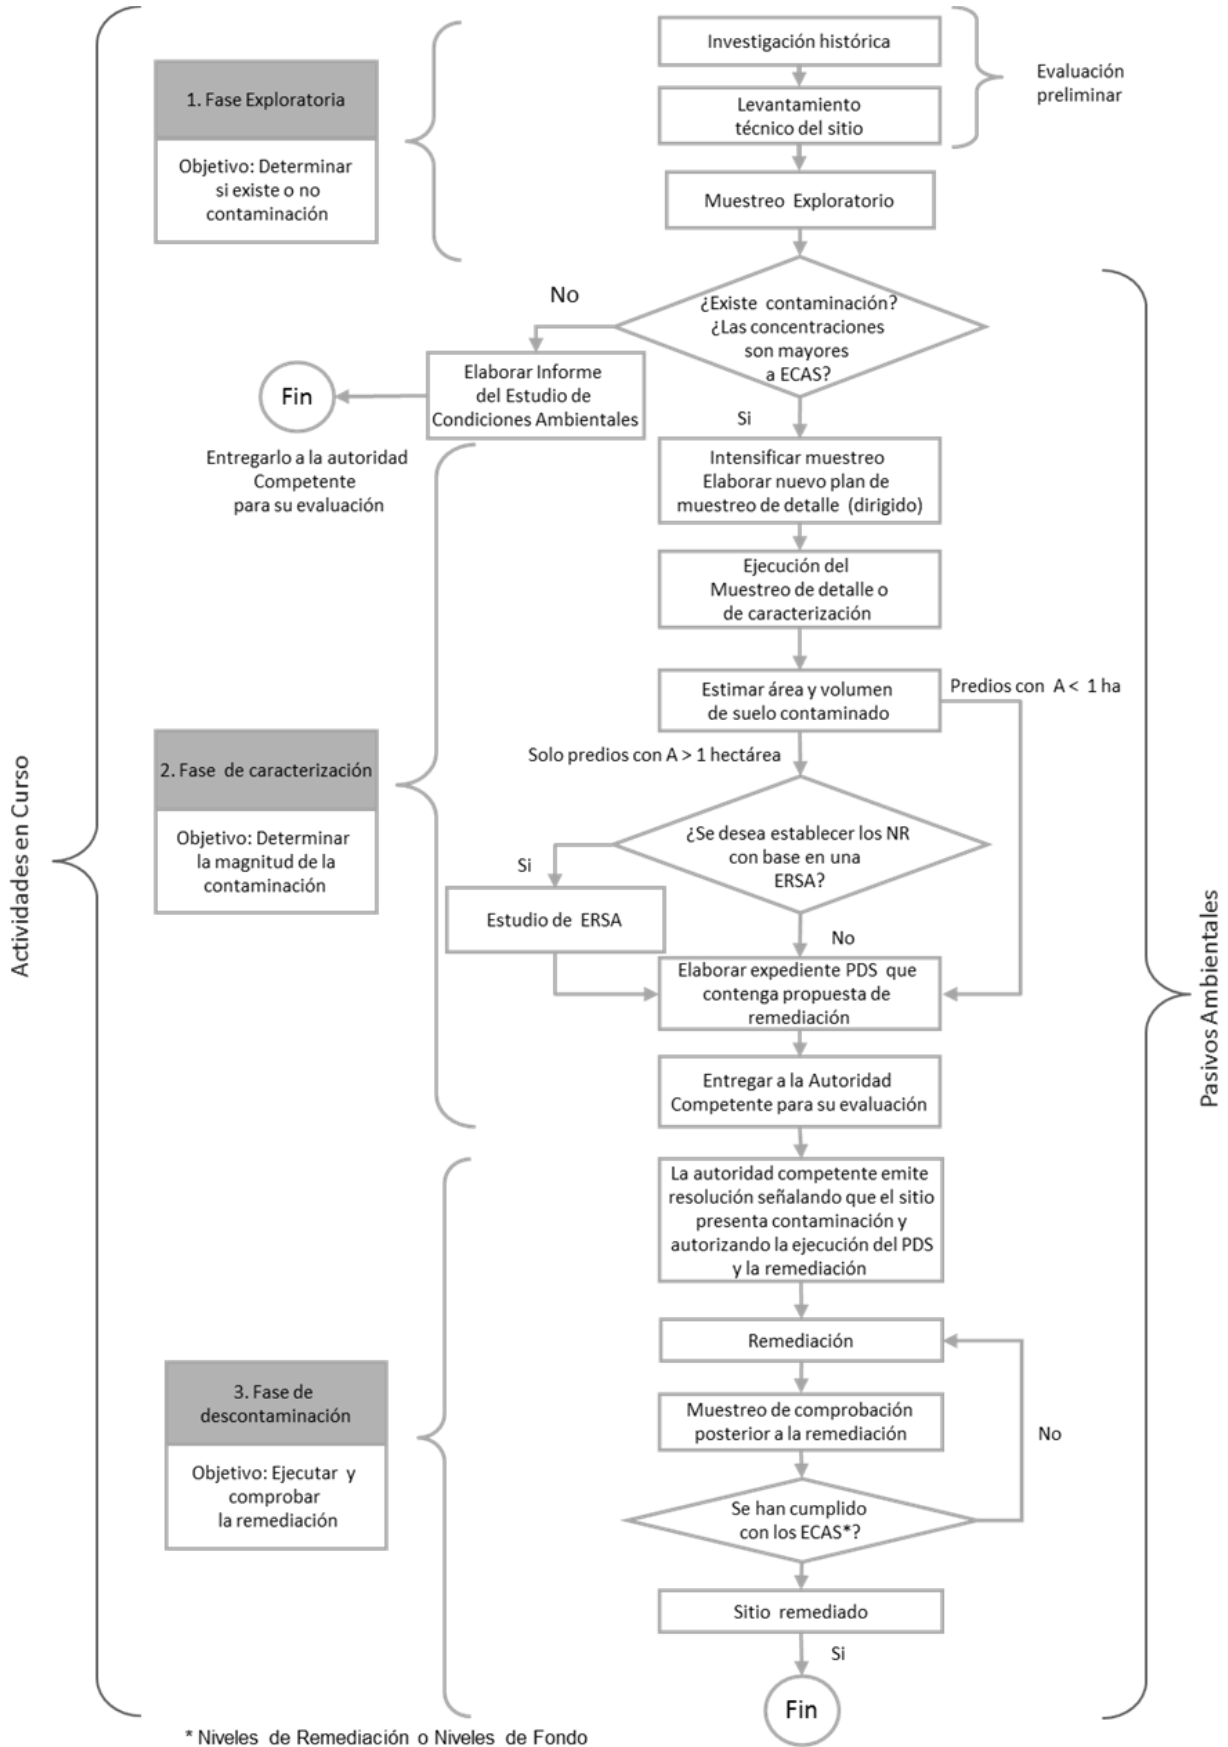 Investigación histórica
Evaluación
preliminar
1. Fase Exploratoria
Levantamiento
técnico del sitio
Objetivo: Determinar
si existe o no
contaminación
Muestreo Exploratorio
No
¿Existe contaminación?
¿Las concentraciones
son mayores
a ECAS?
Elaborar Informe
del Estudio de
Condiciones Ambientales
Fin
Entregarlo a la autoridad
Competente
para su evaluación
Si
Intensificar muestreo
Elaborar nuevo plan de
muestreo de detalle (dirigido)
Ejecución del
Muestreo de detalle o
de caracterización
Estimar área y volumen
de suelo contaminado
Predios con A < 1 ha
Solo predios con A > 1 hectárea
2. Fase de caracterización
Objetivo: Determinar
la magnitud de la
contaminación
¿Se desea establecer los NR
con base en una
ERSA?
Si
Estudio de ERSA
No
Elaborar expediente PDS que
contenga propuesta de
remediación
Actividades en Curso
Pasivos Ambientales
Entregar a la Autoridad
Competente para su evaluación
La autoridad competente emite
resolución señalando que el sitio
presenta contaminación y
autorizando la ejecución del PDS
y la remediación
Remediación
3. Fase de
descontaminación
Objetivo: Ejecutar y
comprobar
la remediación
Muestreo de comprobación
posterior a la remediación
No
Se han cumplido
con los ECAS*?
Sitio remediado
Si
Fin
* Niveles de Remediación o Niveles de Fondo